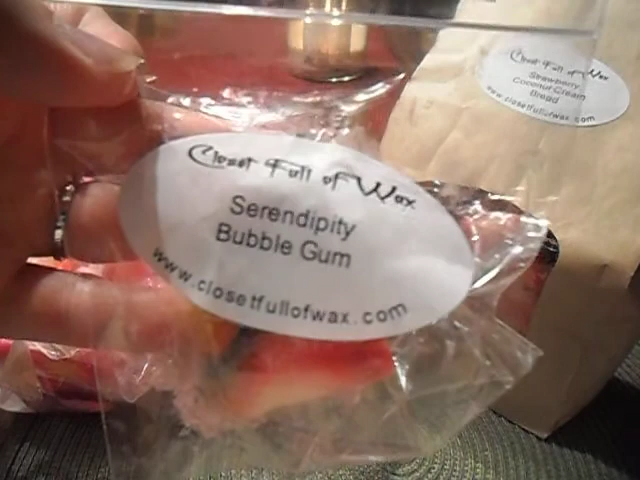 Closet Full of Wax
Serendipity
Bubble Gum
www.closetfullofwax.com
Closet Full of Wax
Strawberry
Coconut Cream
Bread
www.closetfullofwax.com